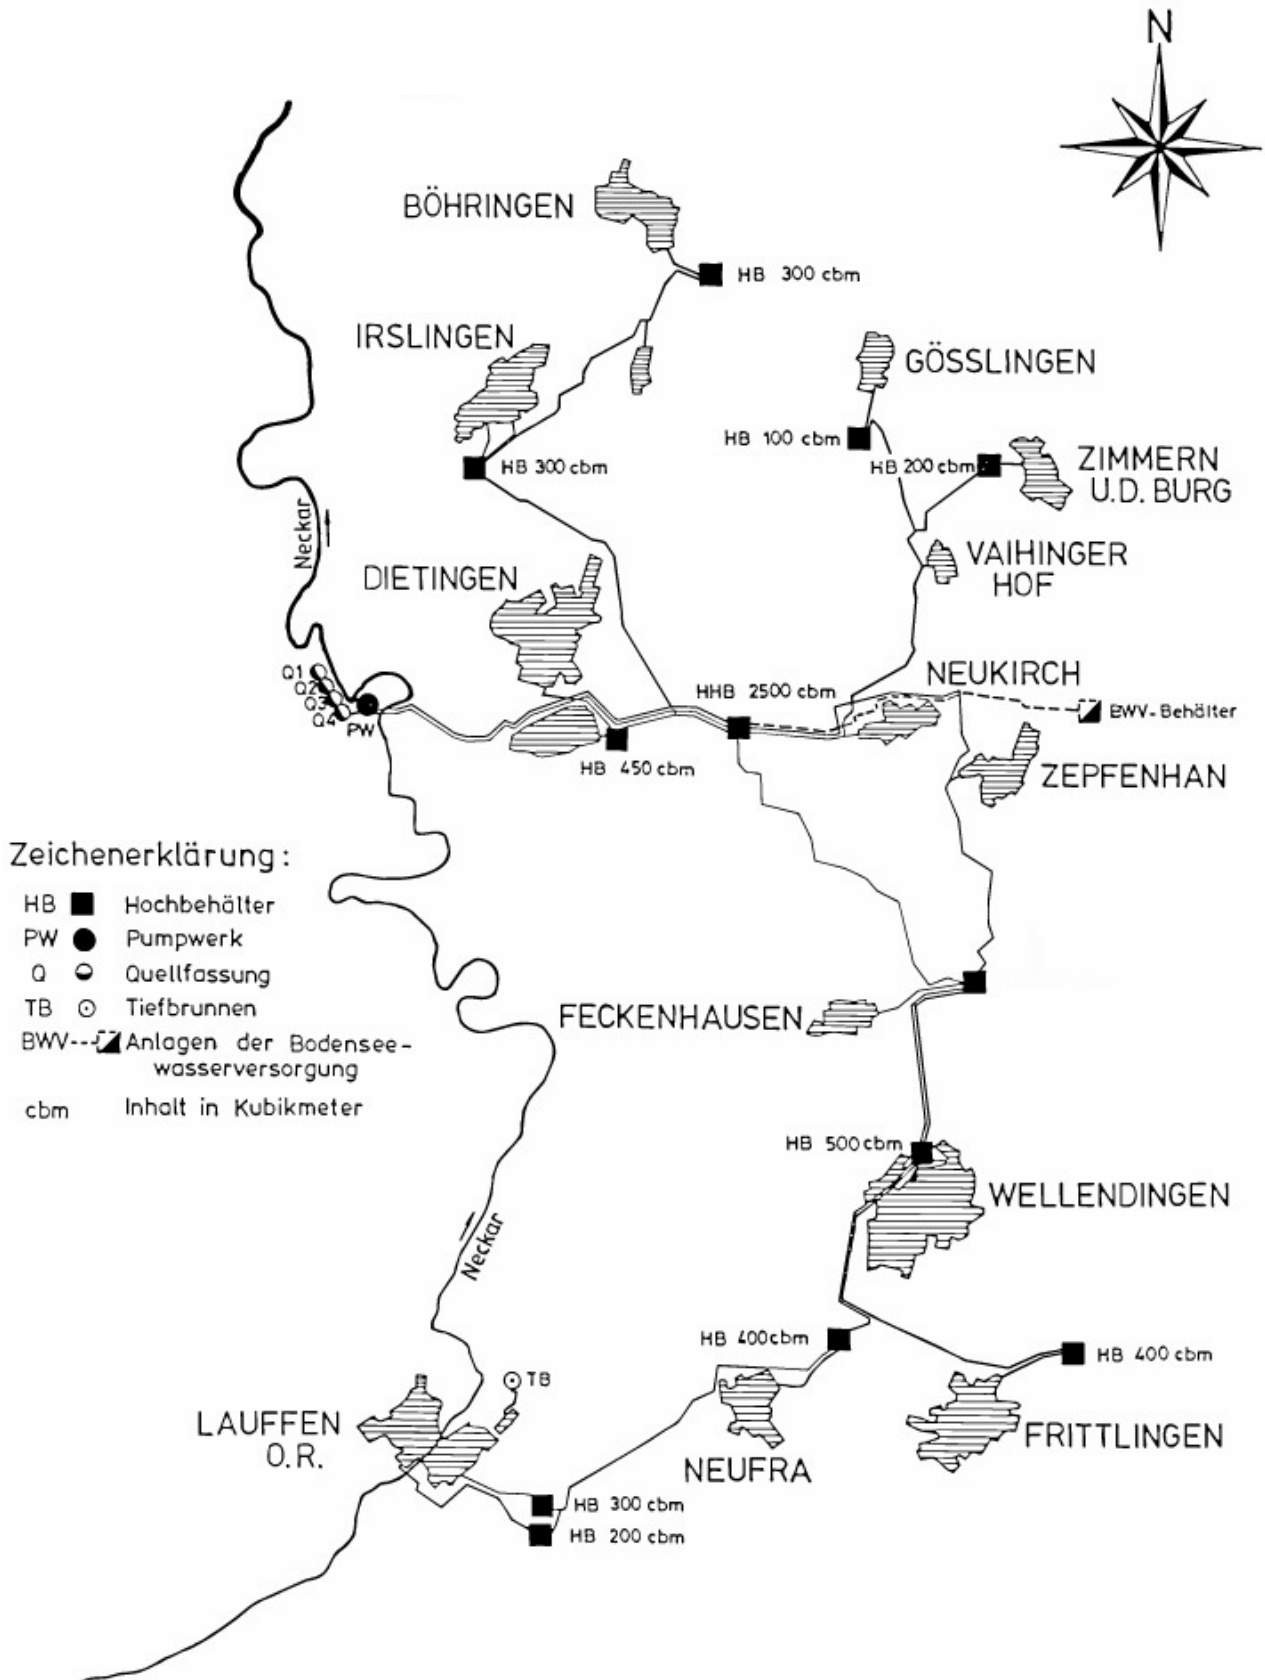 N
BÖHRINGEN
HB 300 cbm
IRSLINGEN
GÖSSLINGEN
HB 100 cbm
HB 300 cbm
HB 200 cbm
ZIMMERN
U.D. BURG
Neckar
DIETINGEN
VAIHINGER
HOF
Q1
Q2
Q3
Q4
PW
HHB 2500 cbm
NEUKIRCH
BWV-Behälter
HB 450 cbm
ZEPFENHAN
Zeichenerklärung:
HB Hochbehälter
PW Pumpwerk
Q Quellfassung
TB Tiefbrunnen
BWV Anlagen der Bodensee-
wasserversorgung
cbm Inhalt in Kubikmeter
FECKENHAUSEN
HB 500 cbm
WELLENDINGEN
Neckar
HB 400 cbm
HB 400 cbm
TB
LAUFFEN
O.R.
NEUFRA
FRITTLINGEN
HB 300 cbm
HB 200 cbm